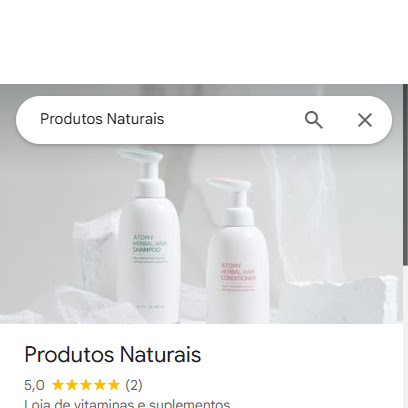 Produtos Naturais
ATOMY
HERBAL HAIR
SHAMPOO
ATOMY
HERBAL HAIR
CONDITIONER
Produtos Naturais
5,0 (2)
Loja de vitaminas e suplementos